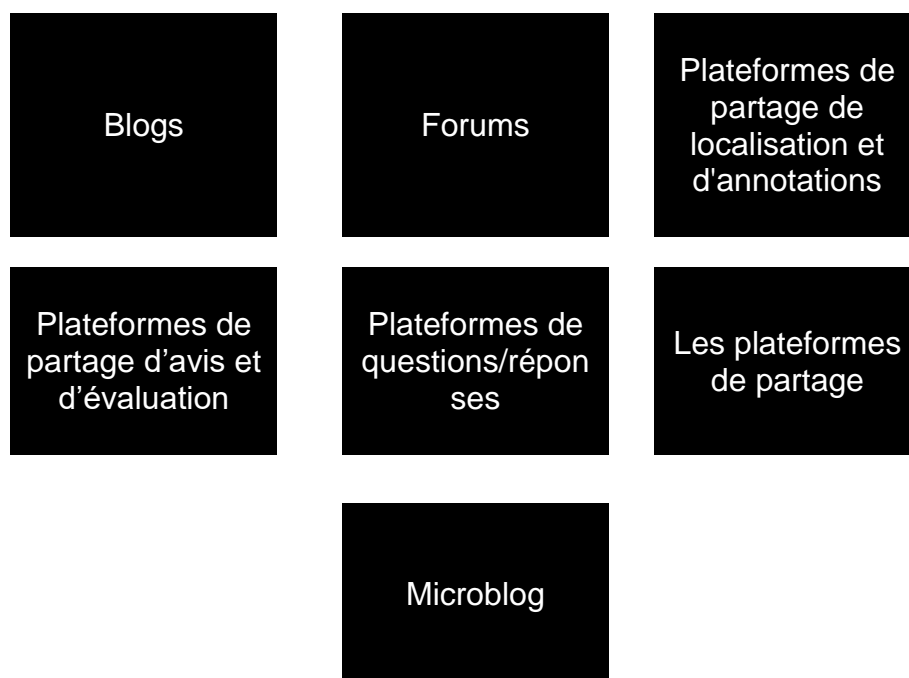 Blogs
Forums
Plateformes de
partage de
localisation et
d'annotations
Plateformes de
partage d’avis et
d’évaluation
Plateformes de
questions/répon
ses
Les plateformes
de partage
Microblog